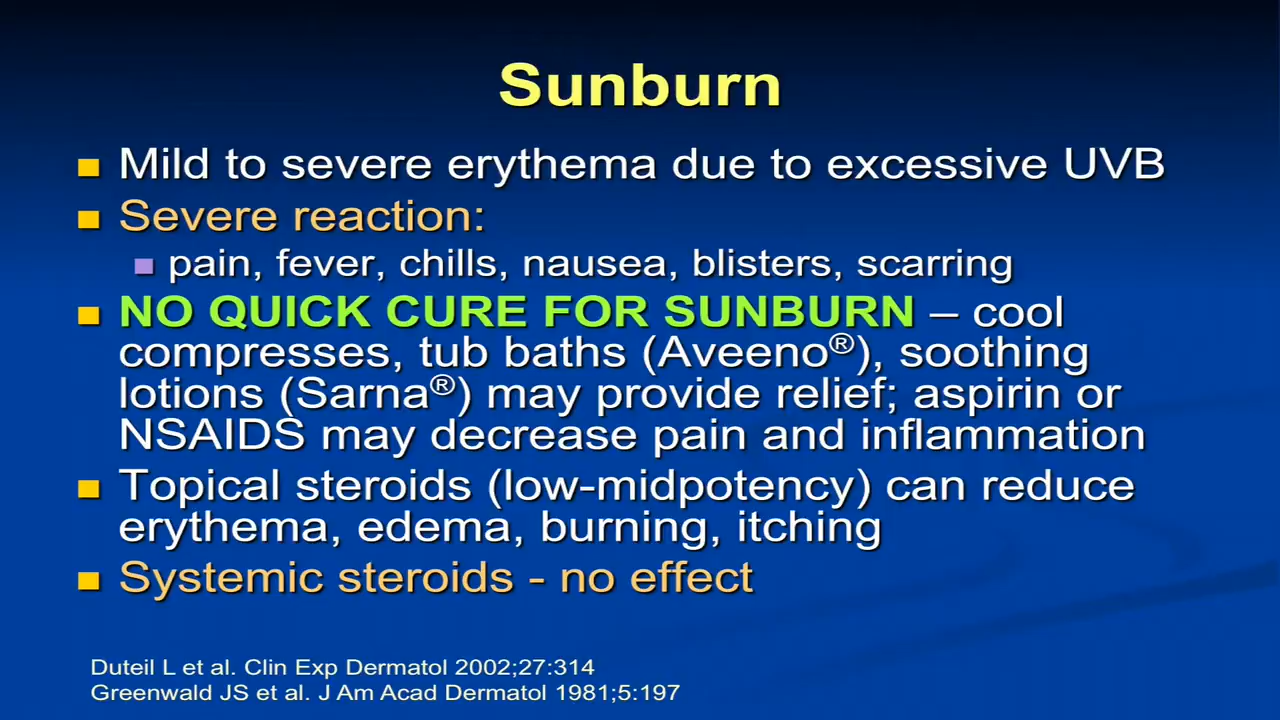 Sunburn
Mild to severe erythema due to excessive UVB
Severe reaction:
pain, fever, chills, nausea, blisters, scarring
NO QUICK CURE FOR SUNBURN – cool
compresses, tub baths (Aveeno®), soothing
lotions (Sarna®) may provide relief; aspirin or
NSAIDS may decrease pain and inflammation
Topical steroids (low-midpotency) can reduce
erythema, edema, burning, itching
Systemic steroids - no effect
Duteil L et al. Clin Exp Dermatol 2002;27:314
Greenwald JS et al. J Am Acad Dermatol 1981;5:197